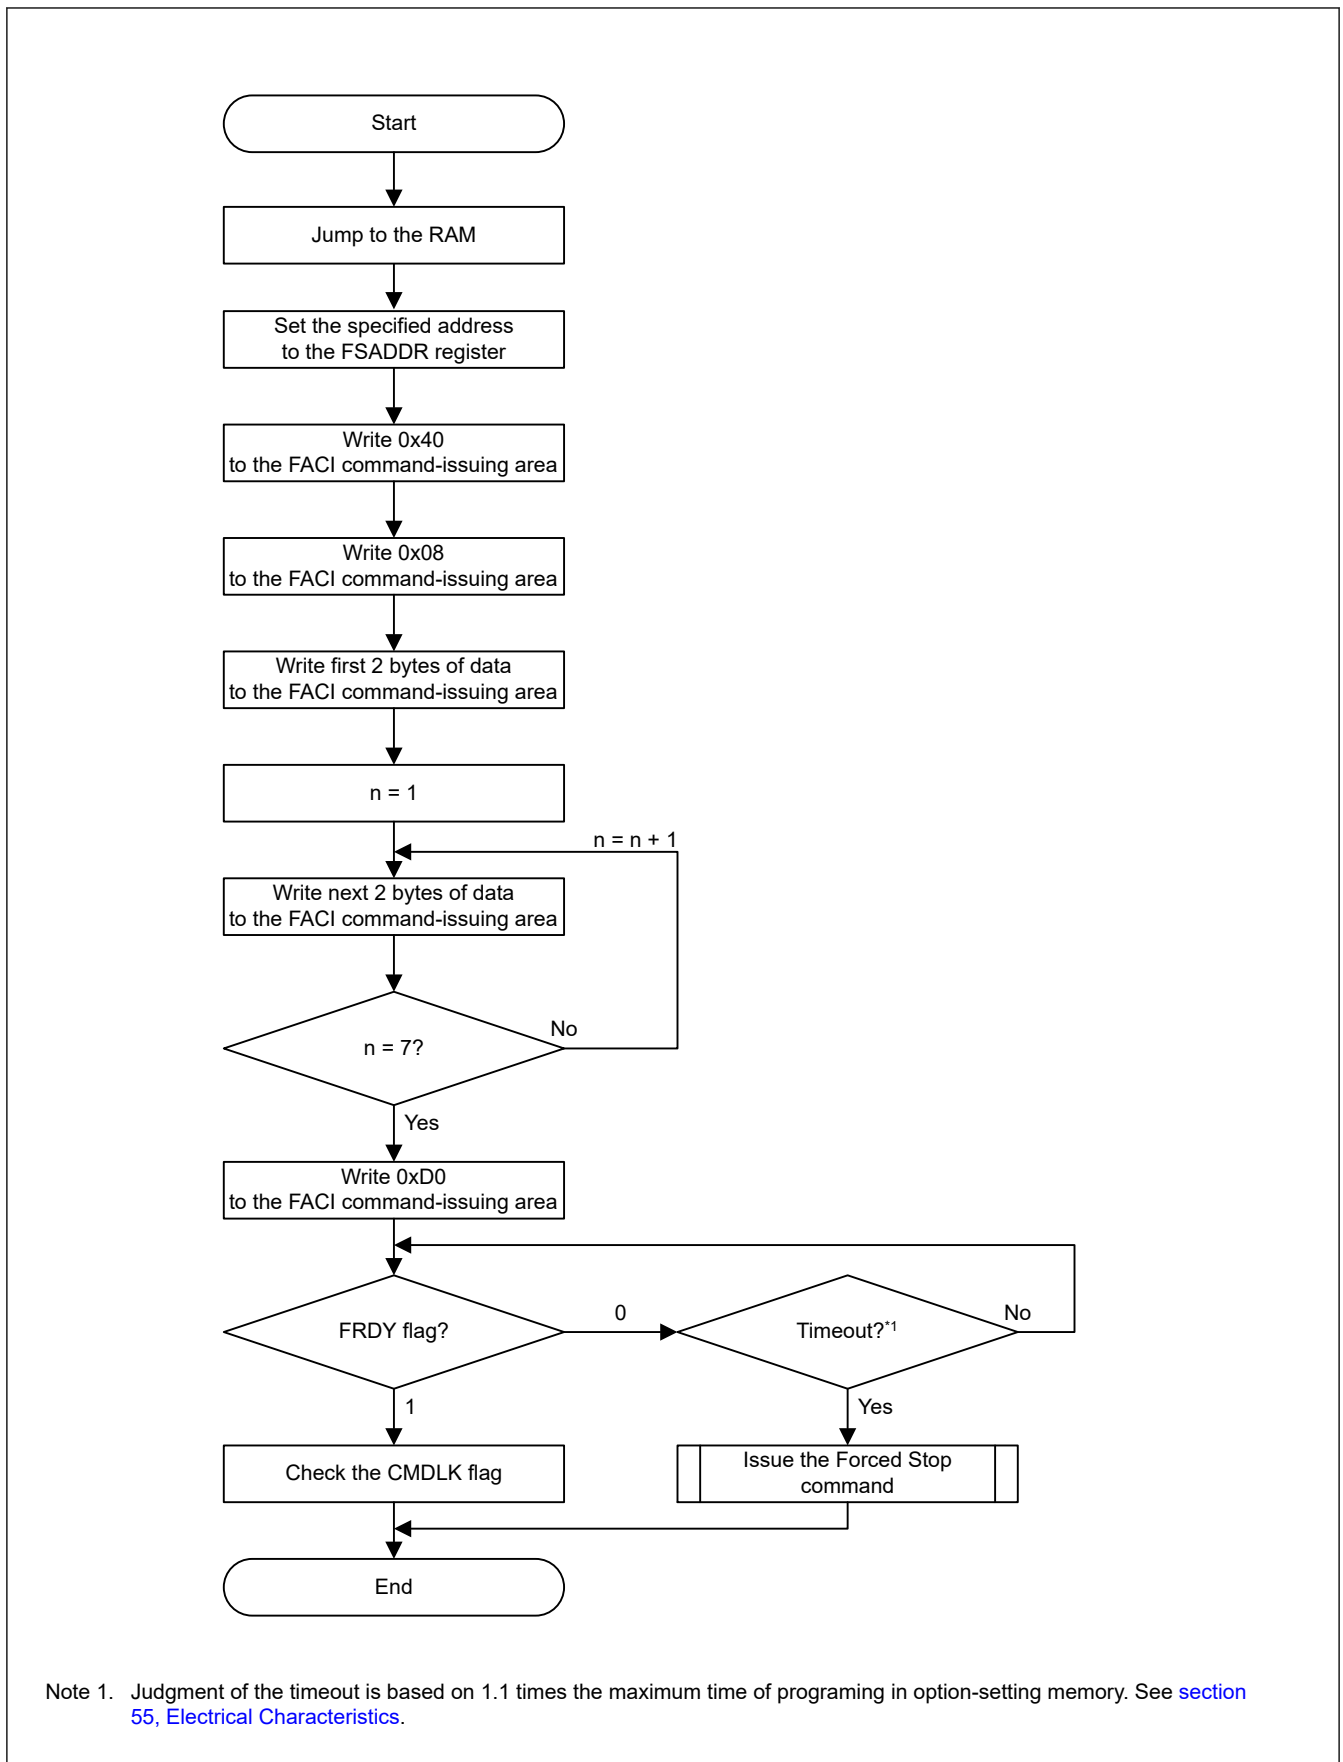 Start
Jump to the RAM
Set the specified address
to the FSADDR register
Write 0x40
to the FACI command-issuing area
Write 0x08
to the FACI command-issuing area
Write first 2 bytes of data
to the FACI command-issuing area
n = 1
n = n + 1
Write next 2 bytes of data
to the FACI command-issuing area
n = 7?
No
Yes
Write 0xD0
to the FACI command-issuing area
FRDY flag?
0
Timeout?*1
No
1
Yes
Check the CMDLK flag
Issue the Forced Stop
command
End
Note 1. Judgment of the timeout is based on 1.1 times the maximum time of programing in option-setting memory. See section
55, Electrical Characteristics.